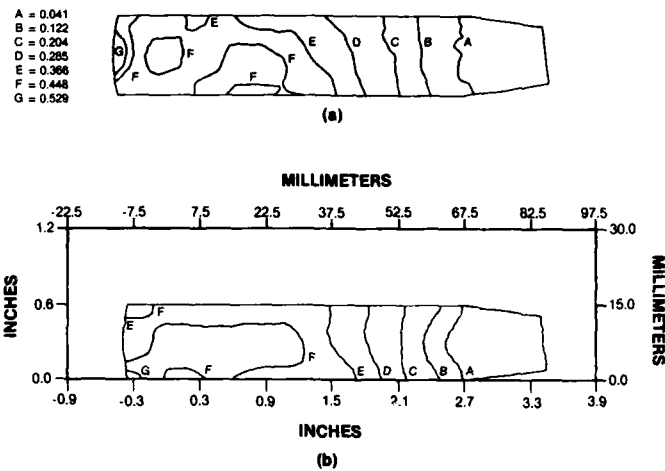 A = 0.041
B = 0.122
C = 0.204
D = 0.285
E = 0.366
F = 0.448
G = 0.529
E
G
F
F
F
F
E
D
C
B
A
(a)
MILLIMETERS
-22.5 -7.5 7.5 22.5 37.5 52.5 67.5 82.5 97.5
1.2 30.0
INCHES
MILLIMETERS
0.6 15.0
F
E
F
G
F
E
D
C
B
A
0.0 0.0
-0.9 -0.3 0.3 0.9 1.5 2.1 2.7 3.3 3.9
INCHES
(b)